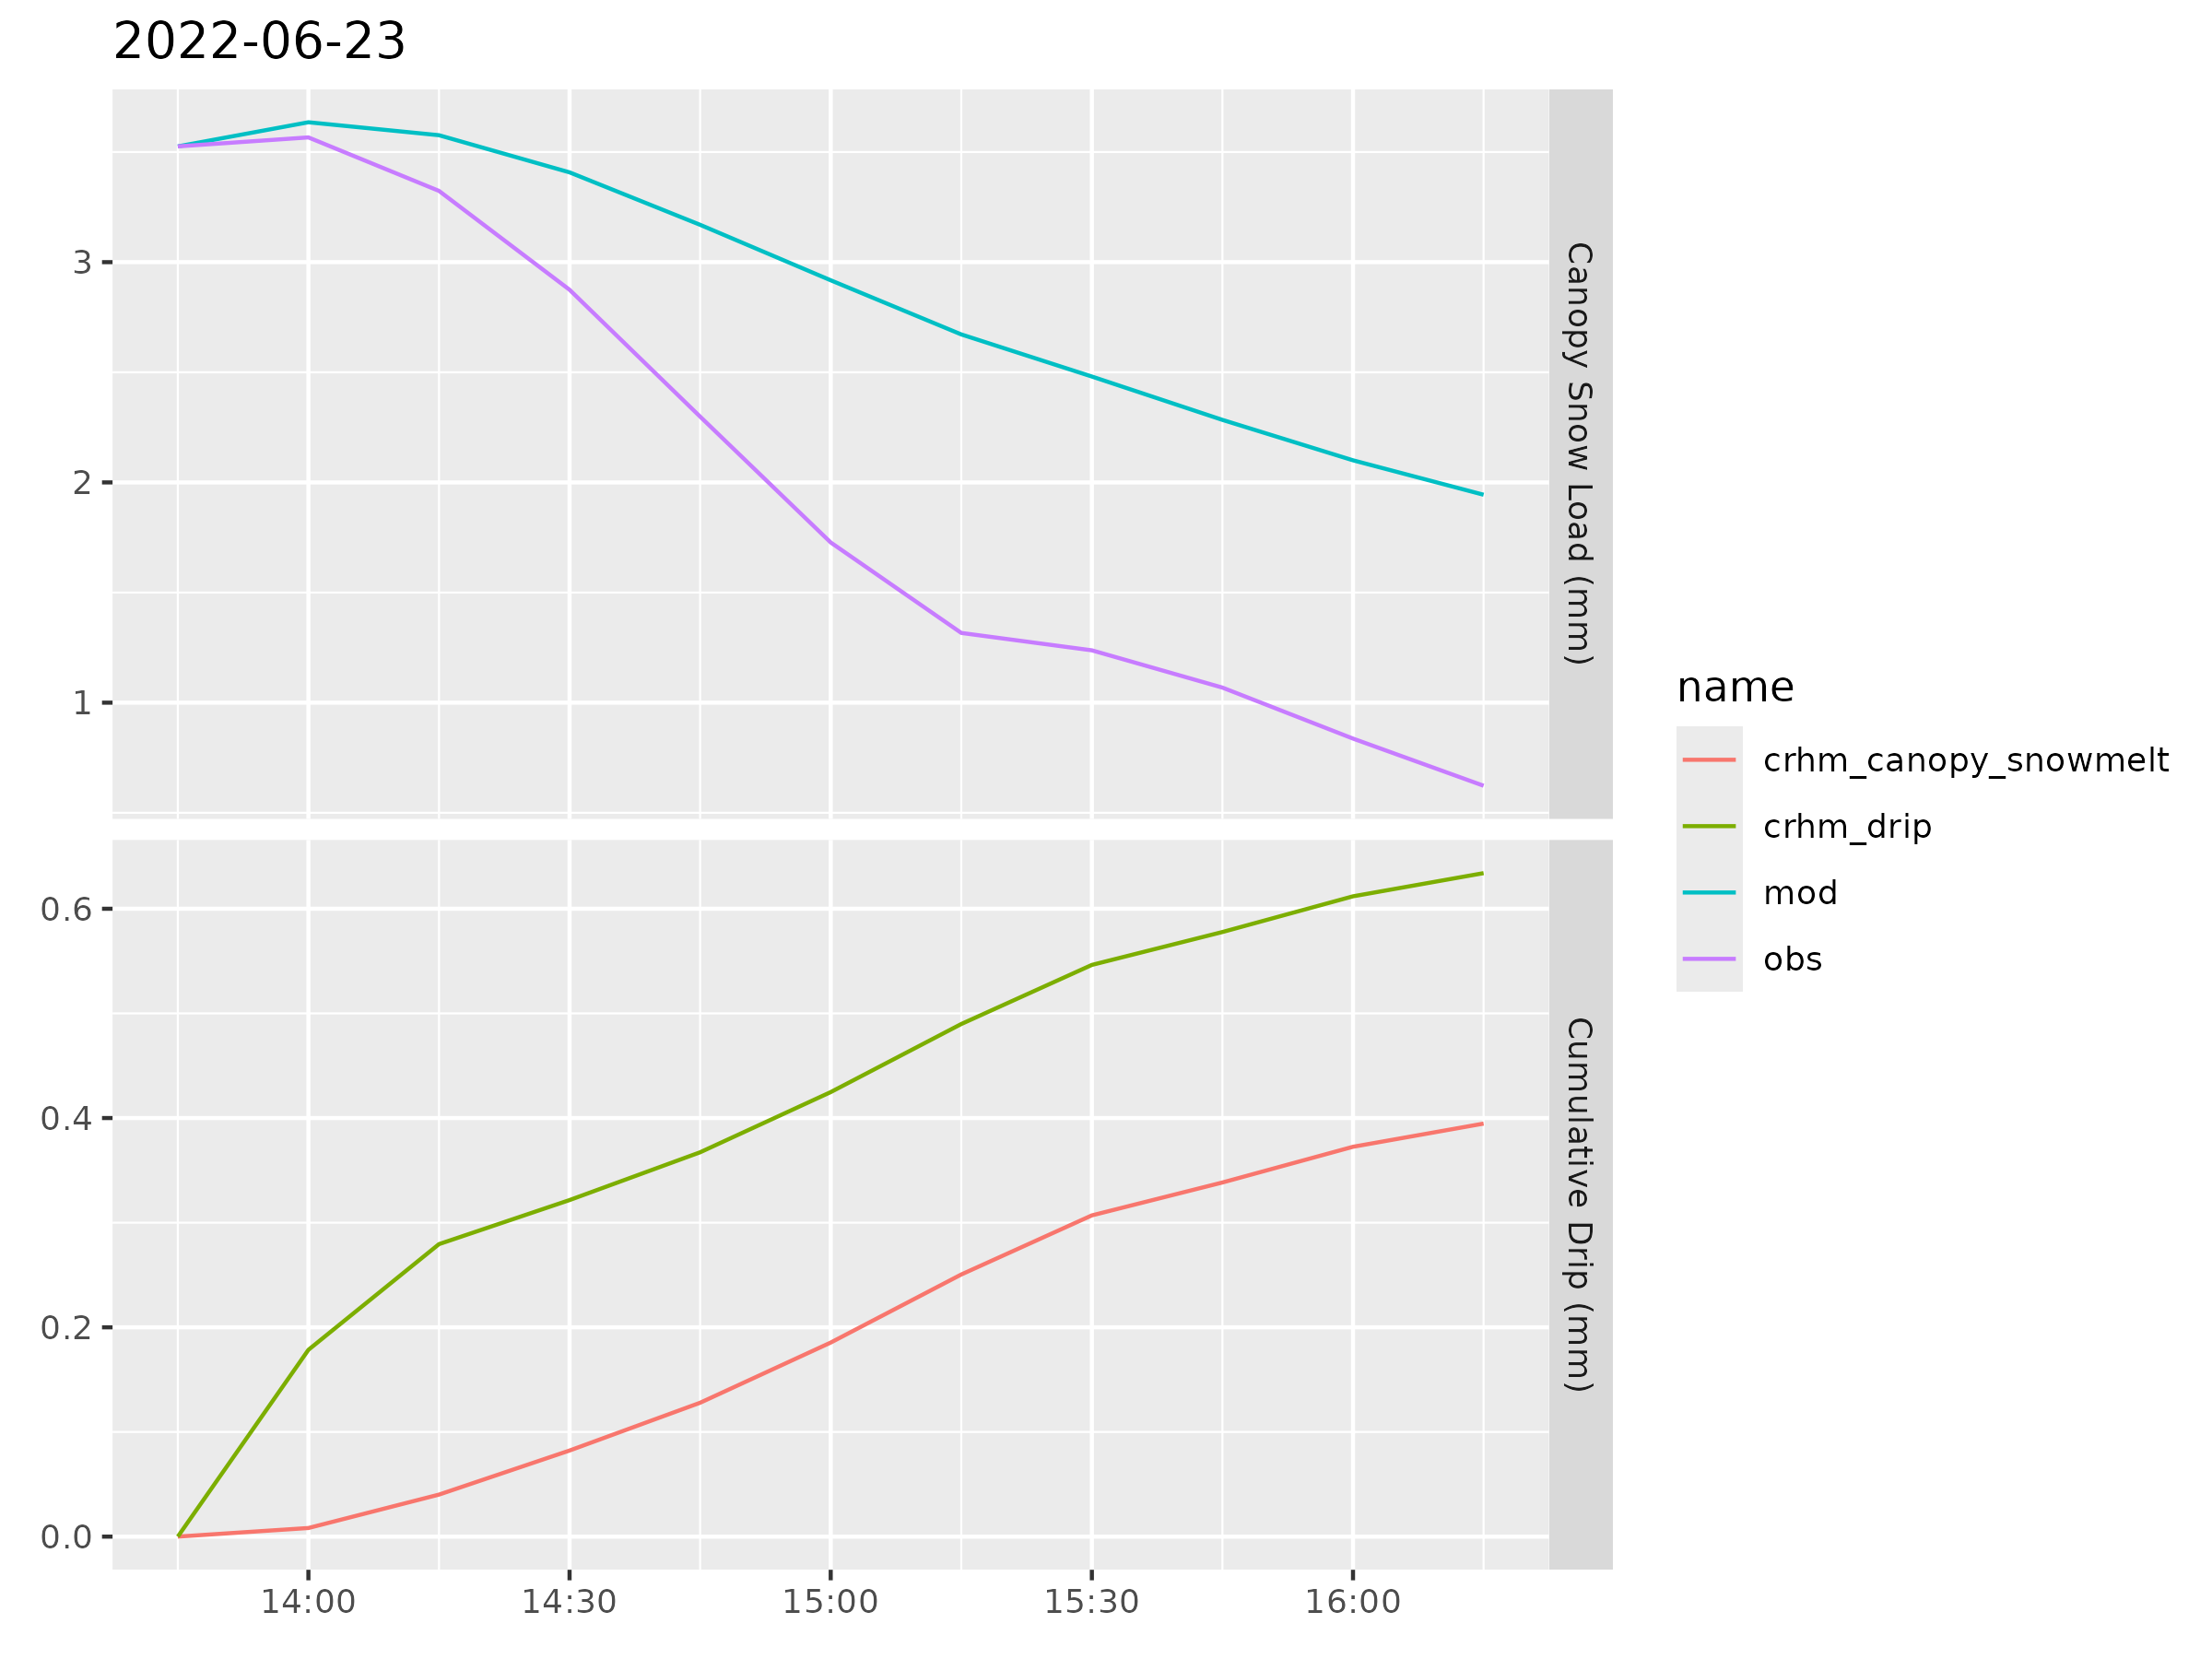 2022-06-23
3
2
1
Canopy Snow Load (mm)
0.6
0.4
0.2
0.0
Cumulative Drip (mm)
14:00
14:30
15:00
15:30
16:00
name
crhm_canopy_snowmelt
crhm_drip
mod
obs